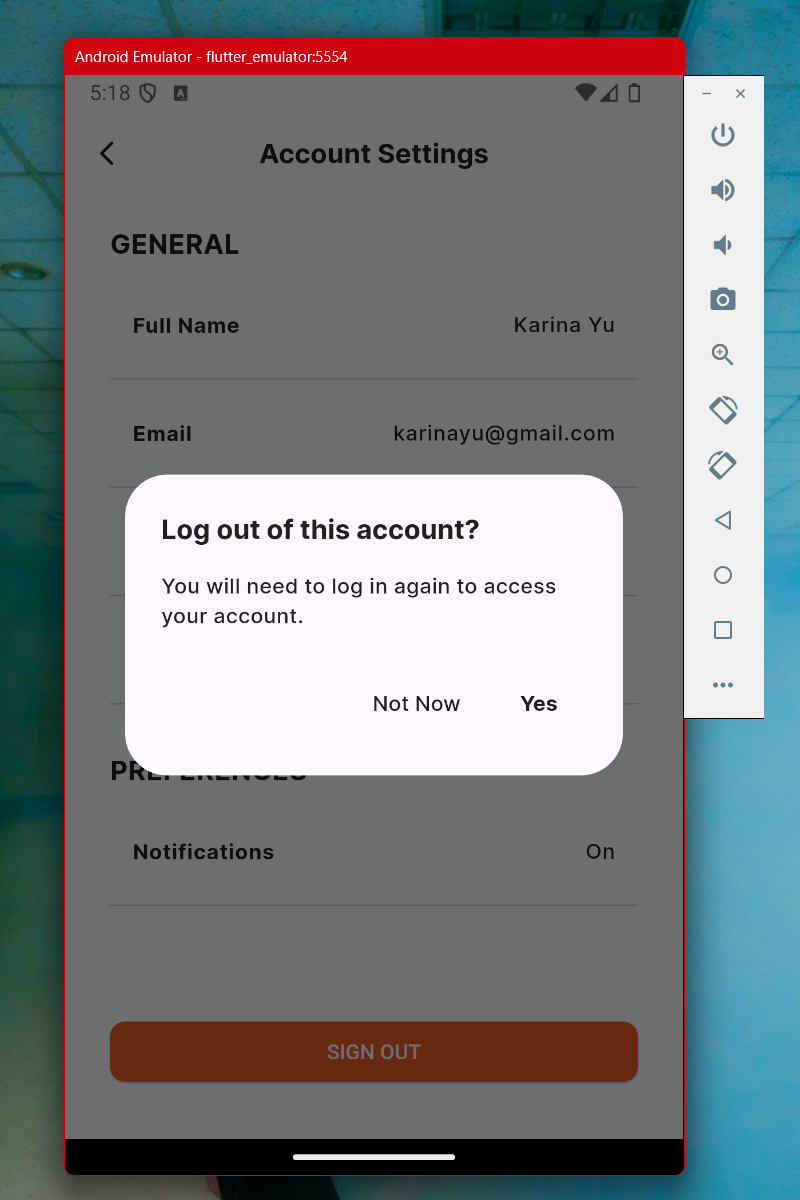 Android Emulator - flutter_emulator:5554
5:18
A
Account Settings
GENERAL
Full Name Karina Yu
Email karinayu@gmail.com
Log out of this account?
You will need to log in again to access
your account.
Not Now Yes
PREFERENCES
Notifications On
SIGN OUT